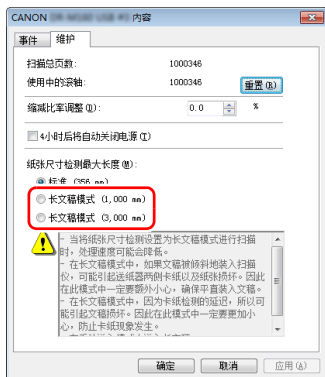 CANON DR-M160 USB #3 内容
事件 维护
扫描总页数: 1000346
使用中的滚轴: 1000346 重置(R)
缩减比率调整(D): 0.0 %
4小时后将自动关闭电源(T)
纸张尺寸检测最大长度(M):
标准 (356 mm)
长文稿模式 (1,000 mm)
长文稿模式 (3,000 mm)
- 当将纸张尺寸检测设置为长文稿模式进行扫描
时，处理速度可能会降低。
- 在长文稿模式中，如果文稿被倾斜地装入扫描
仪，可能引起送纸器两侧卡纸以及纸张损坏。因此
在此模式中一定要额外小心，确保平直装入文稿。
- 在长文稿模式中，因为卡纸检测的延迟，所以可
能引起文稿损坏。因此在此模式中一定要更加小
心，防止卡纸现象发生。
确定 取消 应用(A)